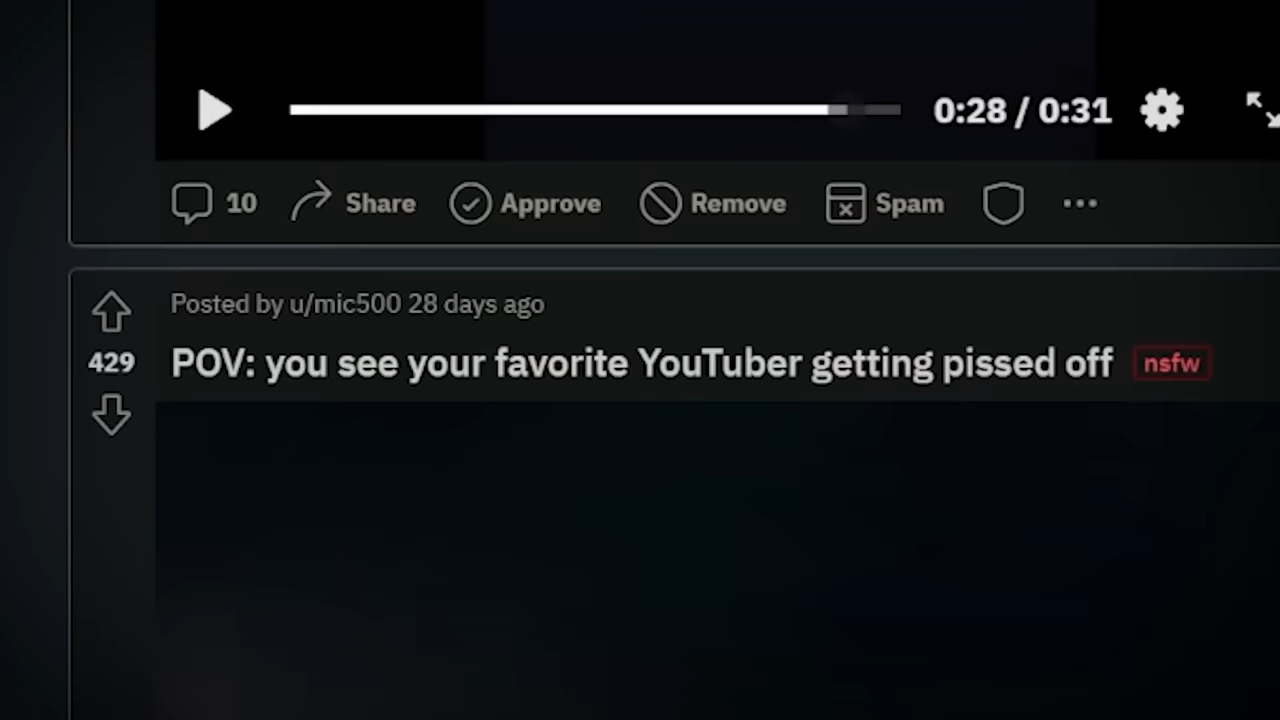 0:28 / 0:31
10 Share Approve Remove Spam
Posted by u/mic500 28 days ago
429
POV: you see your favorite YouTuber getting pissed off nsfw